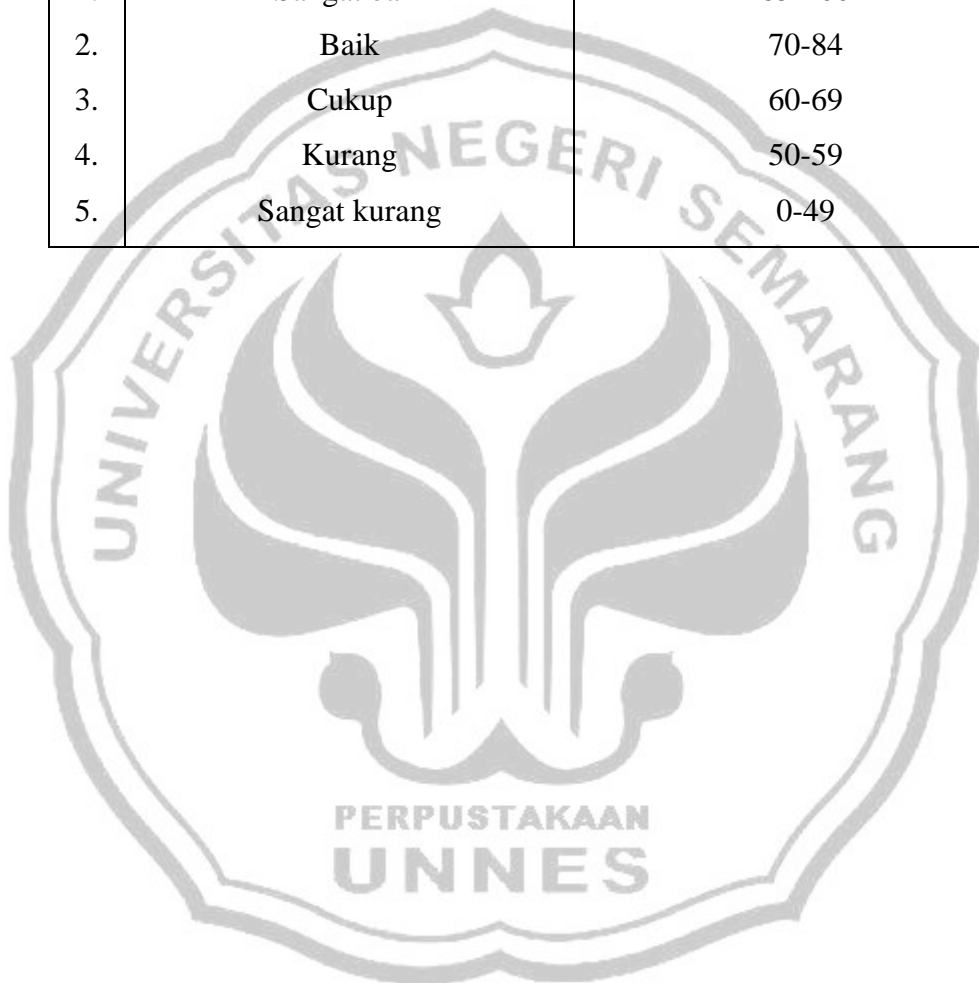 2. Baik 70-84
3. Cukup 60-69
4. Kurang 50-59
5. Sangat kurang 0-49
UNIVERSITAS NEGERI SEMARANG
PERPUSTAKAAN
UNNES